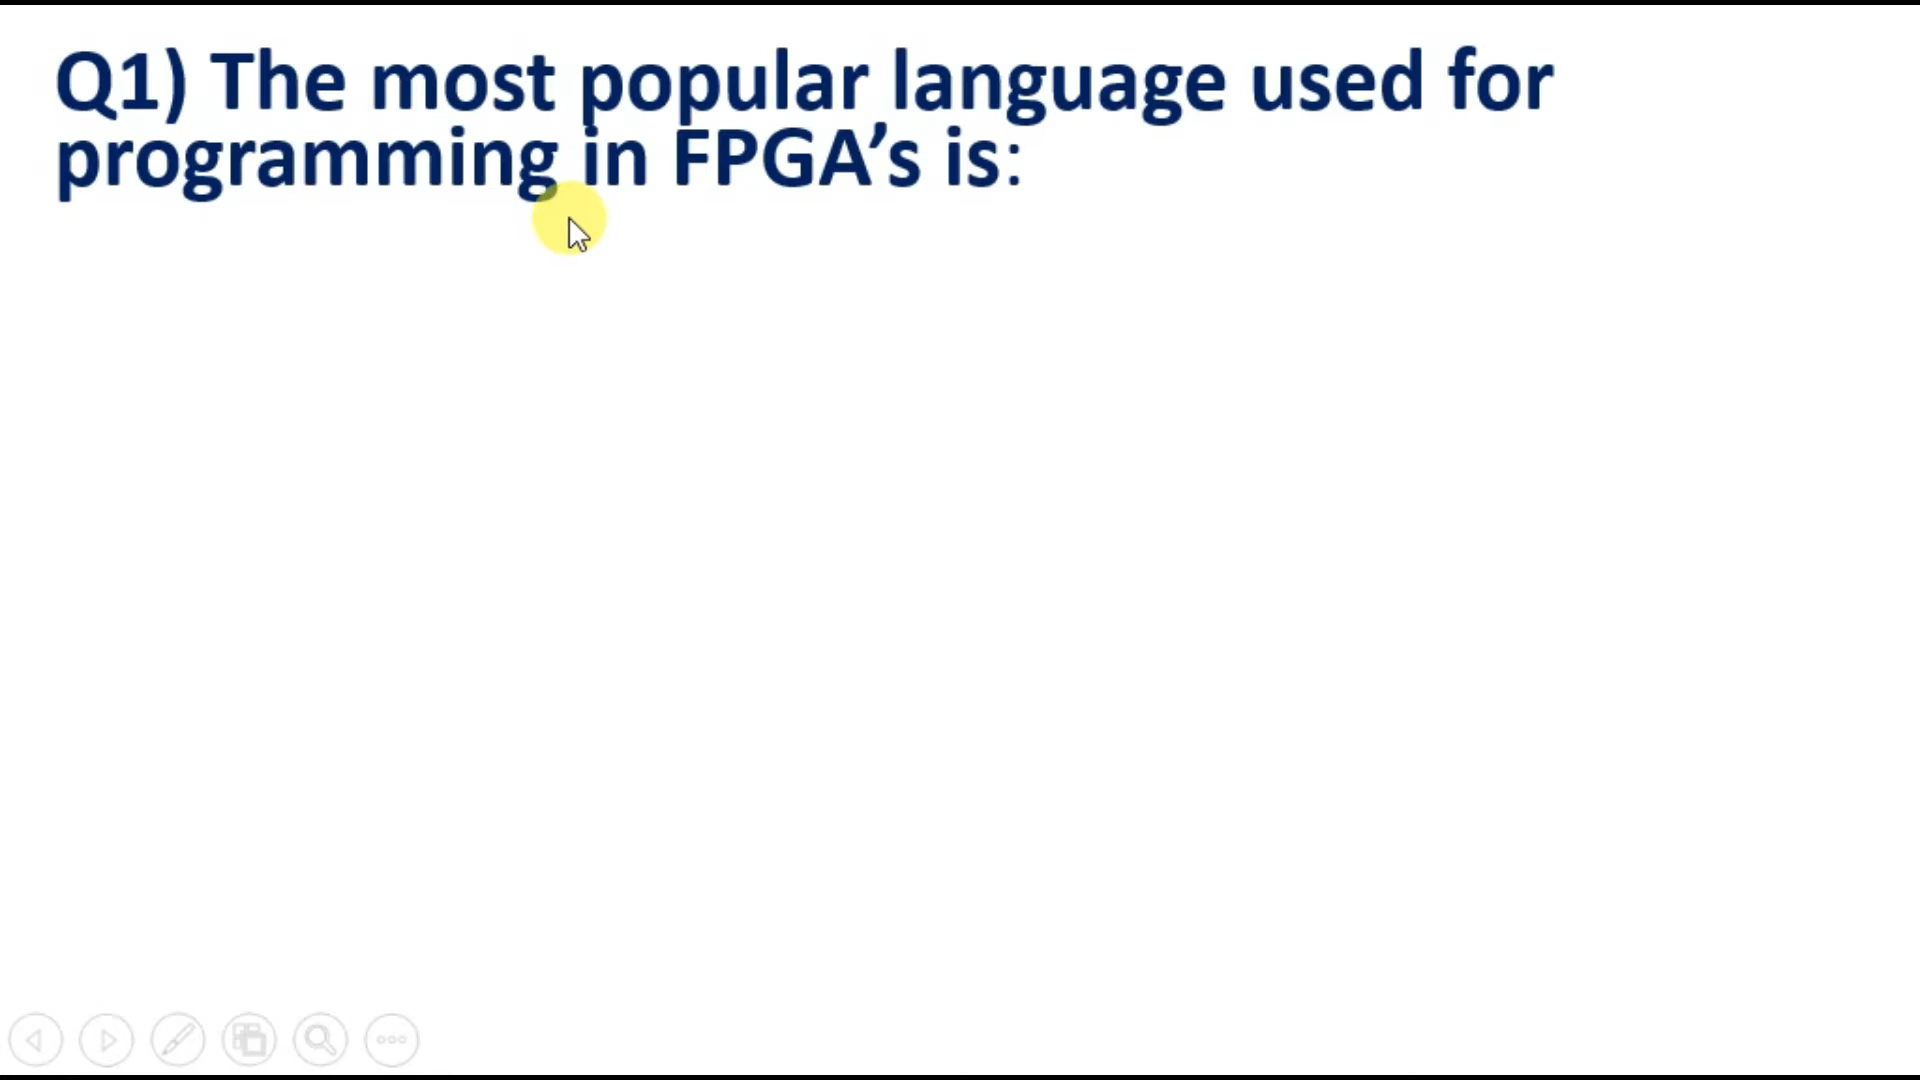 Q1) The most popular language used for
programming in FPGA’s is: